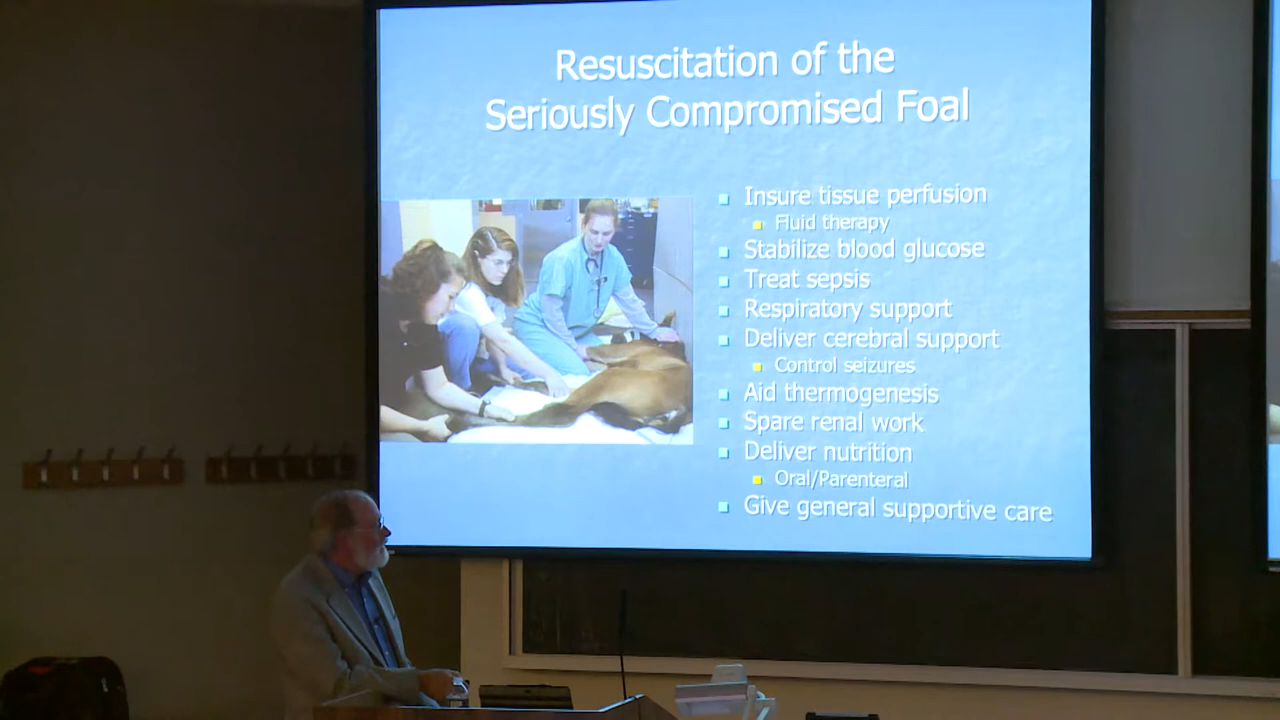 Resuscitation of the
Seriously Compromised Foal
Insure tissue perfusion
Fluid therapy
Stabilize blood glucose
Treat sepsis
Respiratory support
Deliver cerebral support
Control seizures
Aid thermogenesis
Spare renal work
Deliver nutrition
Oral/Parenteral
Give general supportive care